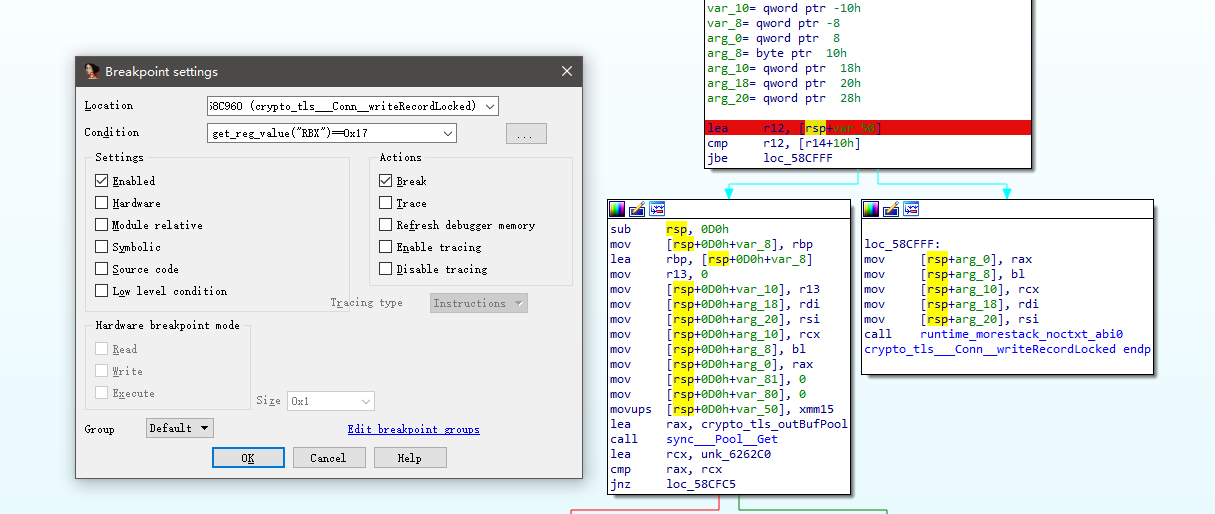 Breakpoint settings
Location
58C960 (crypto_tls___Conn__writeRecordLocked)
Condition
get_reg_value("RBX")==0x17
...
Settings
Enabled
Hardware
Module relative
Symbolic
Source code
Low level condition
Actions
Break
Trace
Refresh debugger memory
Enable tracing
Disable tracing
Tracing type
Instructions
Hardware breakpoint mode
Read
Write
Execute
Size
0x1
Group
Default
Edit breakpoint groups
OK
Cancel
Help
var_10= qword ptr -10h
var_8= qword ptr -8
arg_0= qword ptr  8
arg_8= byte ptr  10h
arg_10= qword ptr  18h
arg_18= qword ptr  20h
arg_20= qword ptr  28h
lea     r12, [rsp+var_50]
cmp     r12, [r14+10h]
jbe     loc_58CFFF
sub     rsp, 0D0h
mov     [rsp+0D0h+var_8], rbp
lea     rbp, [rsp+0D0h+var_8]
mov     r13, 0
mov     [rsp+0D0h+var_10], r13
mov     [rsp+0D0h+arg_18], rdi
mov     [rsp+0D0h+arg_20], rsi
mov     [rsp+0D0h+arg_10], rcx
mov     [rsp+0D0h+arg_8], bl
mov     [rsp+0D0h+arg_0], rax
mov     [rsp+0D0h+var_81], 0
mov     [rsp+0D0h+var_80], 0
movups  [rsp+0D0h+var_50], xmm15
lea     rax, crypto_tls_outBufPool
call    sync___Pool__Get
lea     rcx, unk_6262C0
cmp     rax, rcx
jnz     loc_58CFC5
loc_58CFFF:
mov     [rsp+arg_0], rax
mov     [rsp+arg_8], bl
mov     [rsp+arg_10], rcx
mov     [rsp+arg_18], rdi
mov     [rsp+arg_20], rsi
call    runtime_morestack_noctxt_abi0
crypto_tls___Conn__writeRecordLocked endp